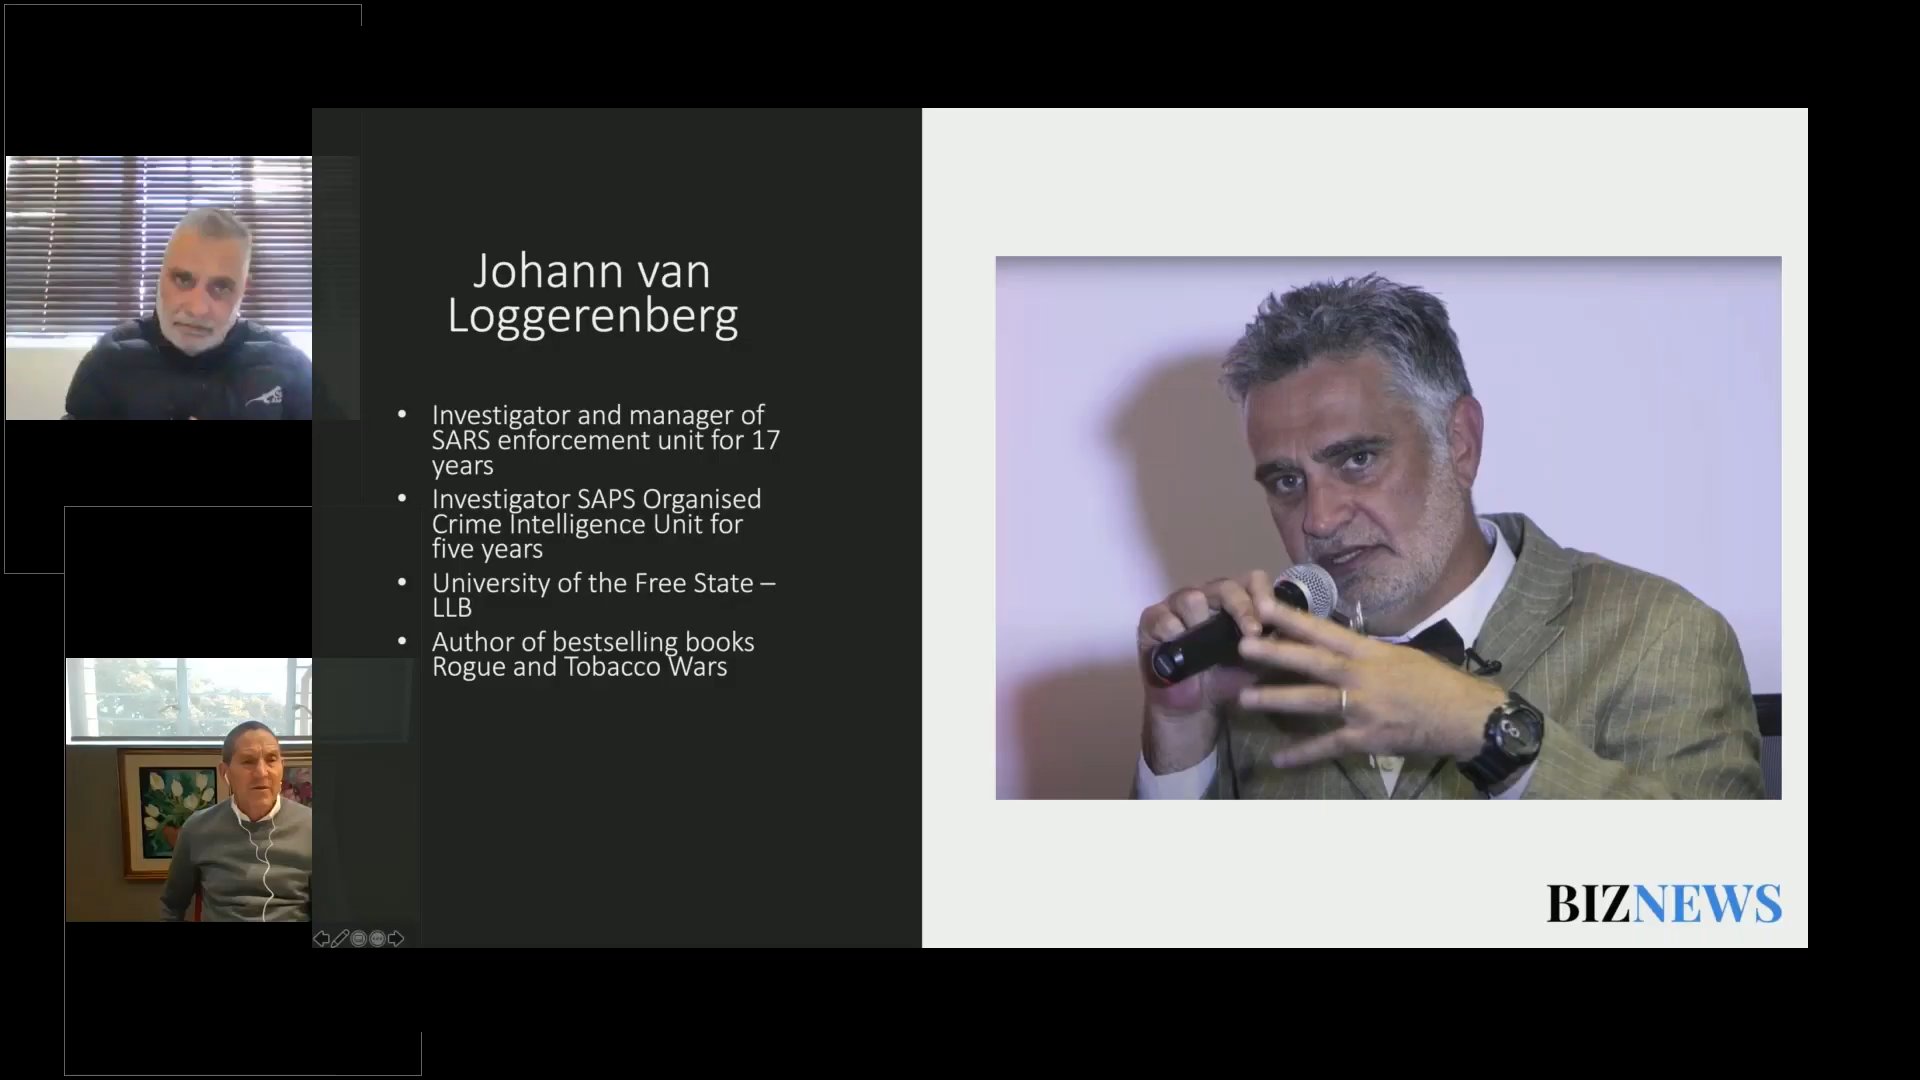 Johann van
Loggerenberg
• Investigator and manager of
SARS enforcement unit for 17
years
• Investigator SAPS Organised
Crime Intelligence Unit for
five years
• University of the Free State –
LLB
• Author of bestselling books
Rogue and Tobacco Wars
BIZNEWS